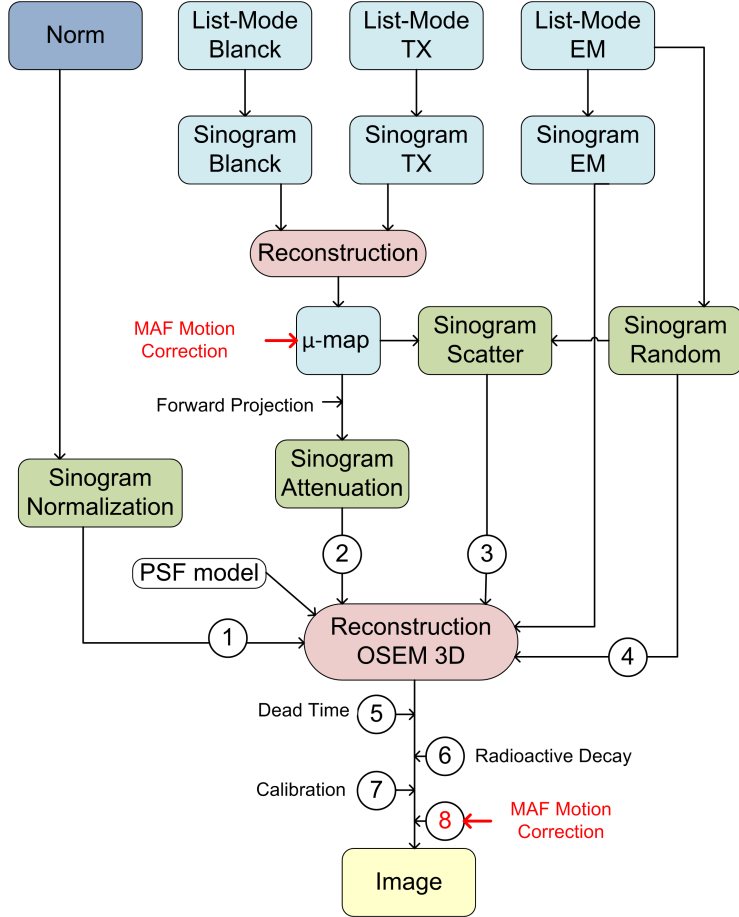 Norm
List-Mode
Blanck
List-Mode
TX
List-Mode
EM
Sinogram
Blanck
Sinogram
TX
Sinogram
EM
Reconstruction
MAF Motion
Correction
μ-map
Sinogram
Scatter
Sinogram
Random
Forward Projection
Sinogram
Normalization
Sinogram
Attenuation
2
3
PSF model
1
Reconstruction
OSEM 3D
4
Dead Time
5
6
Radioactive Decay
Calibration
7
8
MAF Motion
Correction
Image